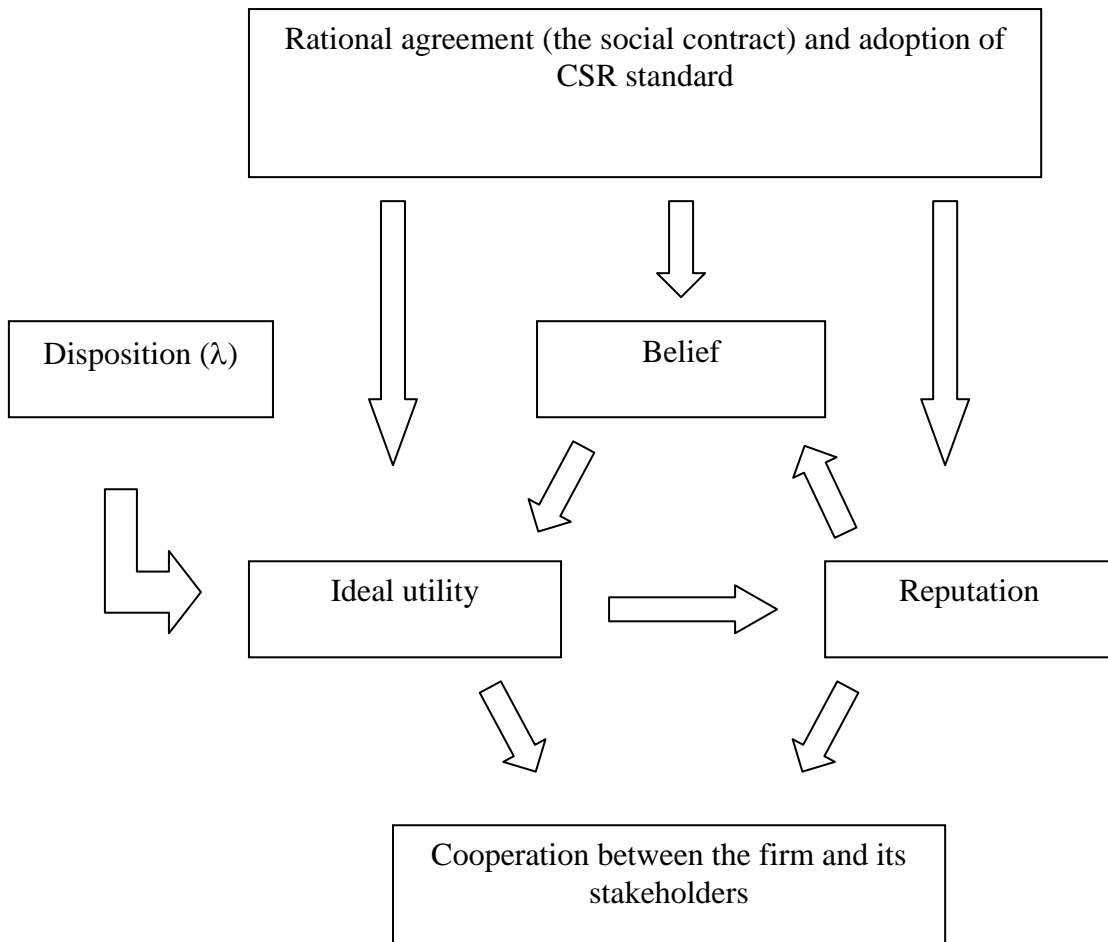 Rational agreement (the social contract) and adoption of
CSR standard
Disposition (λ)
Belief
Ideal utility
Reputation
Cooperation between the firm and its
stakeholders